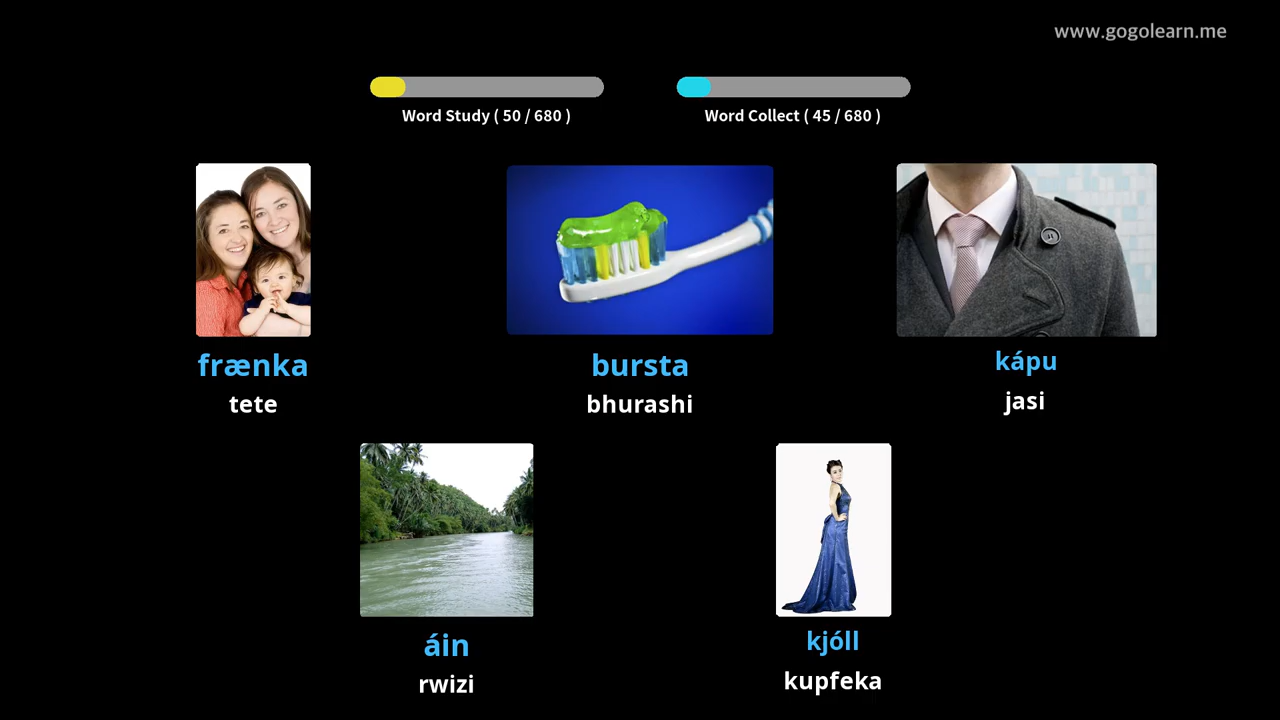 www.gogolearn.me
Word Study ( 50 / 680 )
Word Collect ( 45 / 680 )
frænka
tete
bursta
bhurashi
kápu
jasi
áin
rwizi
kjóll
kupfeka